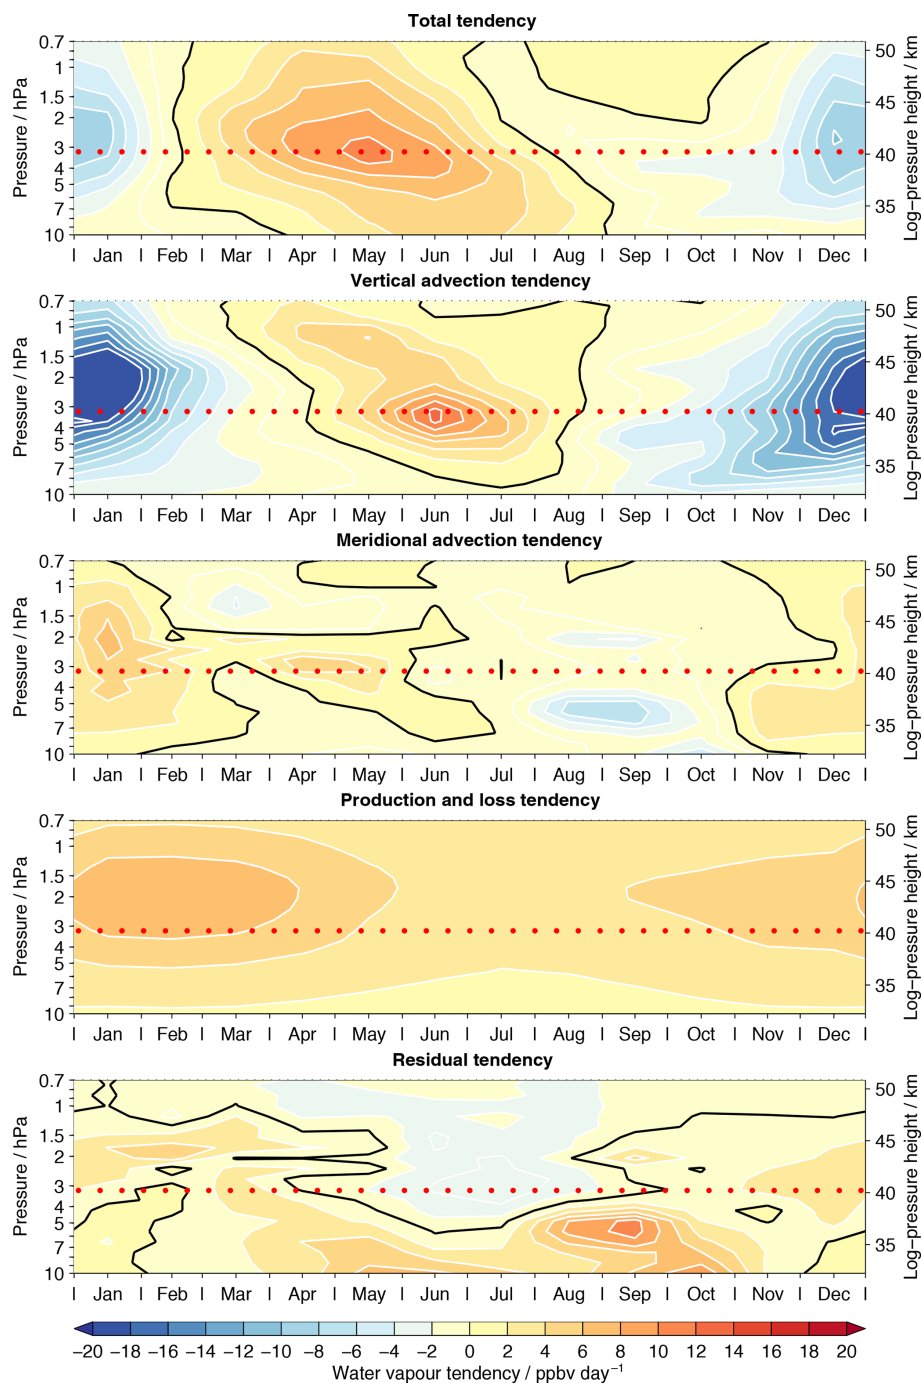 Total tendency
Pressure / hPa
0.7
1
1.5
2
3
4
5
7
10
50
45
40
35
Log−pressure height / km
I Jan I Feb I Mar I Apr I May I Jun I Jul I Aug I Sep I Oct I Nov I Dec I
Vertical advection tendency
Pressure / hPa
0.7
1
1.5
2
3
4
5
7
10
50
45
40
35
Log−pressure height / km
I Jan I Feb I Mar I Apr I May I Jun I Jul I Aug I Sep I Oct I Nov I Dec I
Meridional advection tendency
Pressure / hPa
0.7
1
1.5
2
3
4
5
7
10
50
45
40
35
Log−pressure height / km
I Jan I Feb I Mar I Apr I May I Jun I Jul I Aug I Sep I Oct I Nov I Dec I
Production and loss tendency
Pressure / hPa
0.7
1
1.5
2
3
4
5
7
10
50
45
40
35
Log−pressure height / km
I Jan I Feb I Mar I Apr I May I Jun I Jul I Aug I Sep I Oct I Nov I Dec I
Residual tendency
Pressure / hPa
0.7
1
1.5
2
3
4
5
7
10
50
45
40
35
Log−pressure height / km
I Jan I Feb I Mar I Apr I May I Jun I Jul I Aug I Sep I Oct I Nov I Dec I
−20 −18 −16 −14 −12 −10 −8 −6 −4 −2 0 2 4 6 8 10 12 14 16 18 20
Water vapour tendency / ppbv day⁻¹